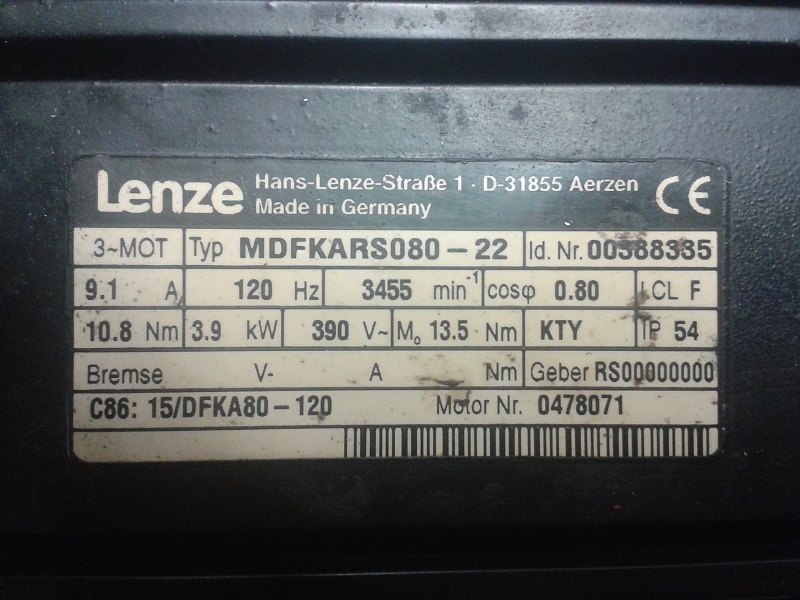 Lenze Hans-Lenze-Straße 1 · D-31855 Aerzen CE
Made in Germany
3~MOT Typ MDFKARS080-22 Id. Nr. 00388335
9.1 A 120 Hz 3455 min⁻¹ cosφ 0.80 I CL F
10.8 Nm 3.9 kW 390 V~ M₀ 13.5 Nm KTY IP 54
Bremse V- A Nm Geber RS00000000
C86: 15/DFKA80-120 Motor Nr. 0478071